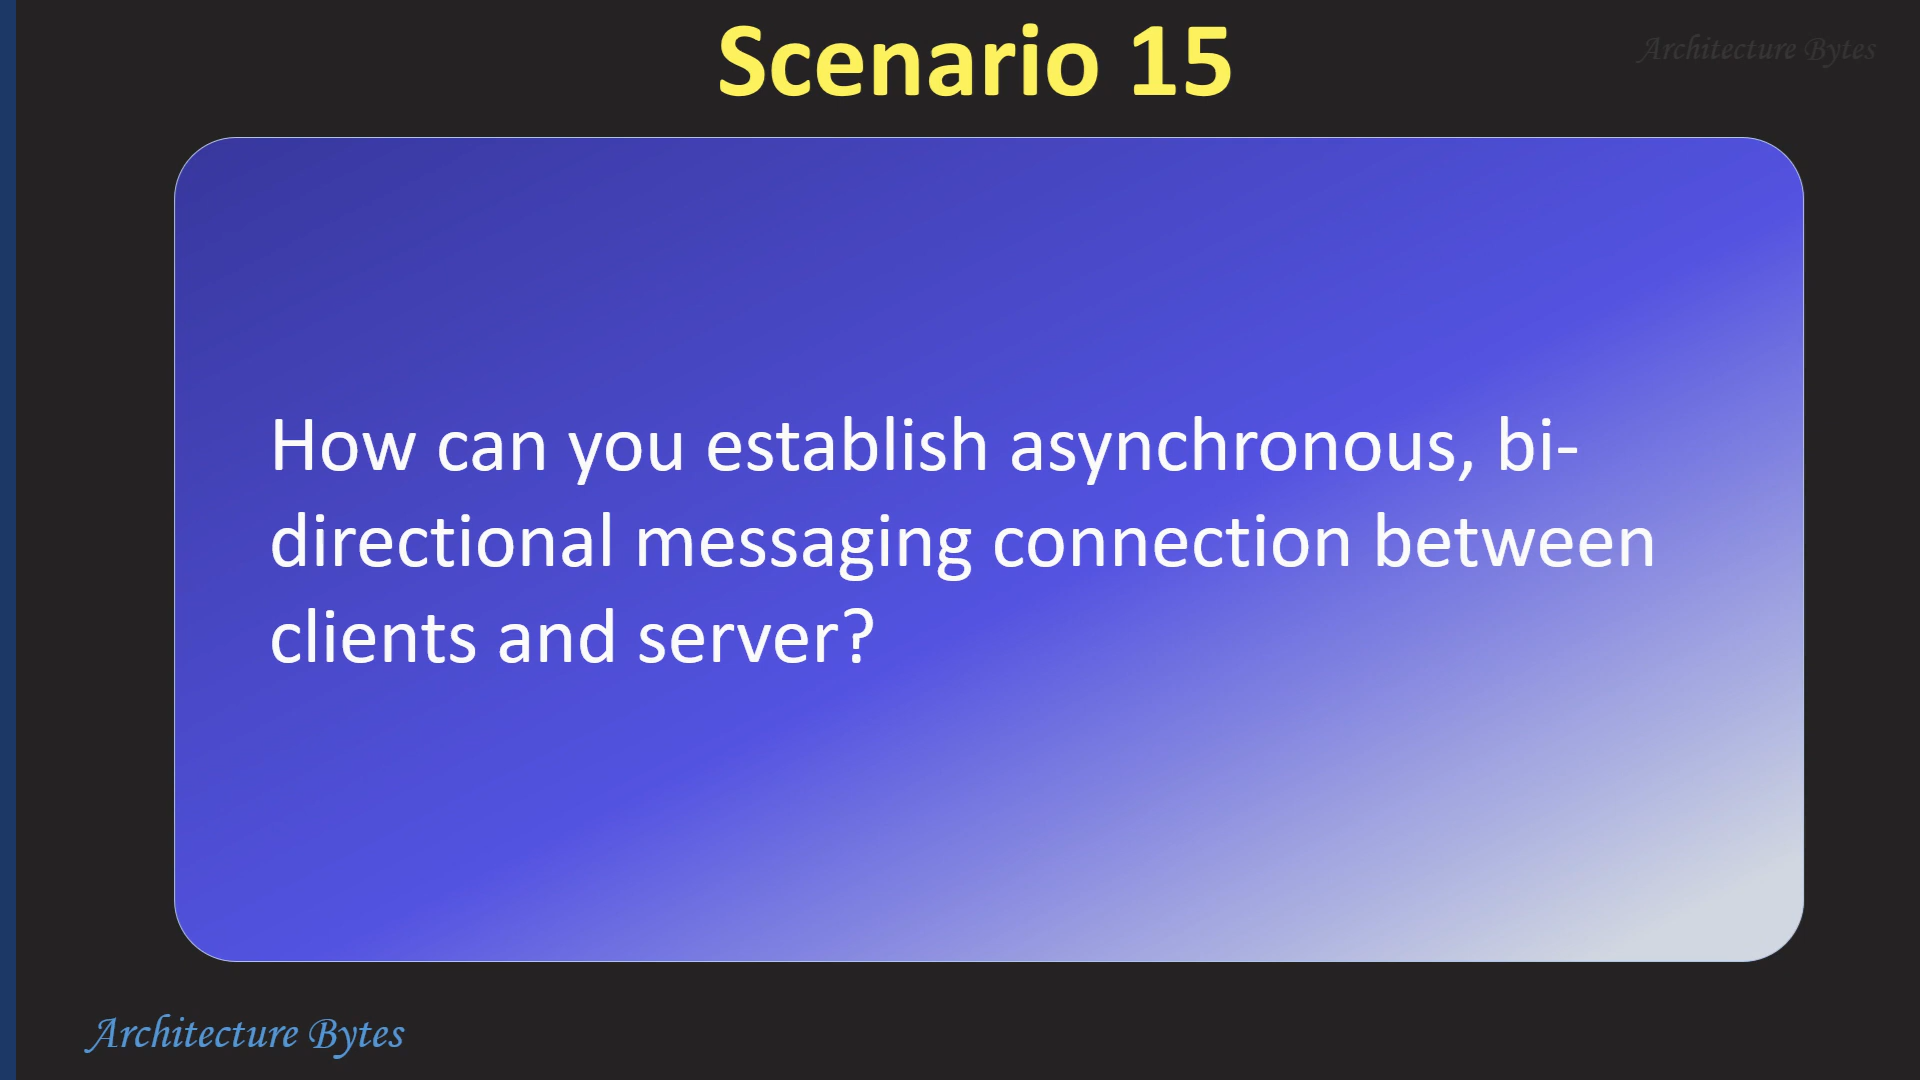 Scenario 15
Architecture Bytes
How can you establish asynchronous, bi-
directional messaging connection between
clients and server?
Architecture Bytes